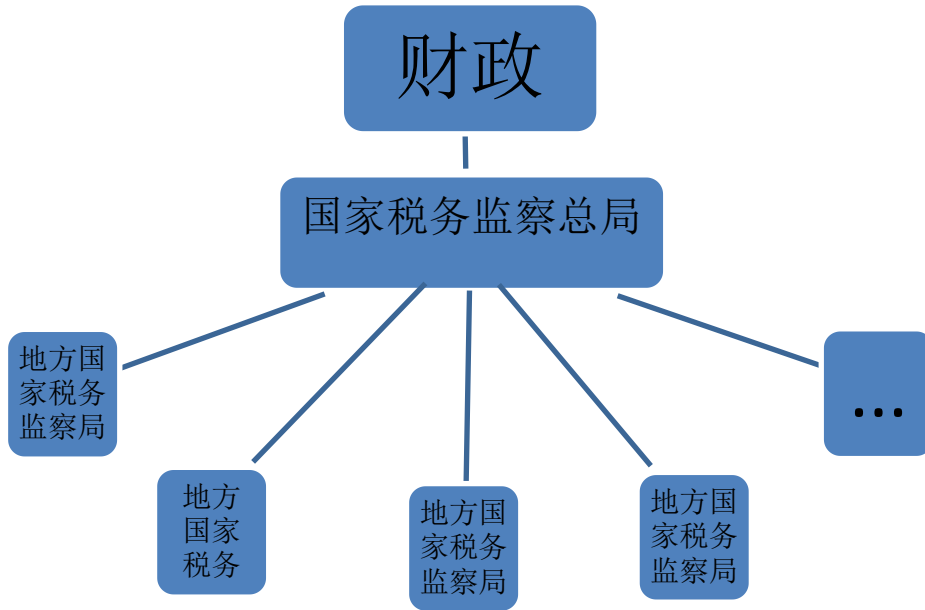 财政
国家税务监察总局
地方国
家税务
监察局
地方
国家
税务
地方国
家税务
监察局
地方国
家税务
监察局
…